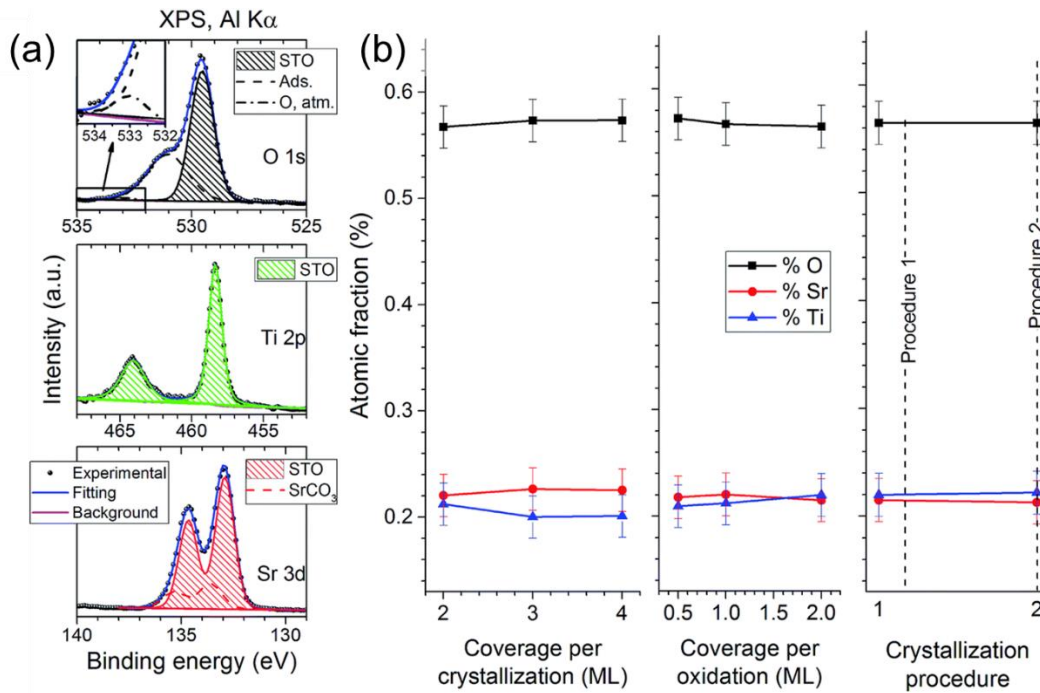 XPS, Al Kα
(a)
STO
Ads.
O, atm.
534 533 532
O 1s
535 530 525
STO
Ti 2p
465 460 455
Experimental
Fitting
Background
STO
SrCO3
Sr 3d
140 135 130
Intensity (a.u.)
Binding energy (eV)
(b)
Atomic fraction (%)
0.6
0.5
0.4
0.3
0.2
% O
% Sr
% Ti
Procedure 1
Procedure 2
2 3 4
0.5 1.0 1.5 2.0
1 2
Coverage per
crystallization (ML)
Coverage per
oxidation (ML)
Crystallization
procedure